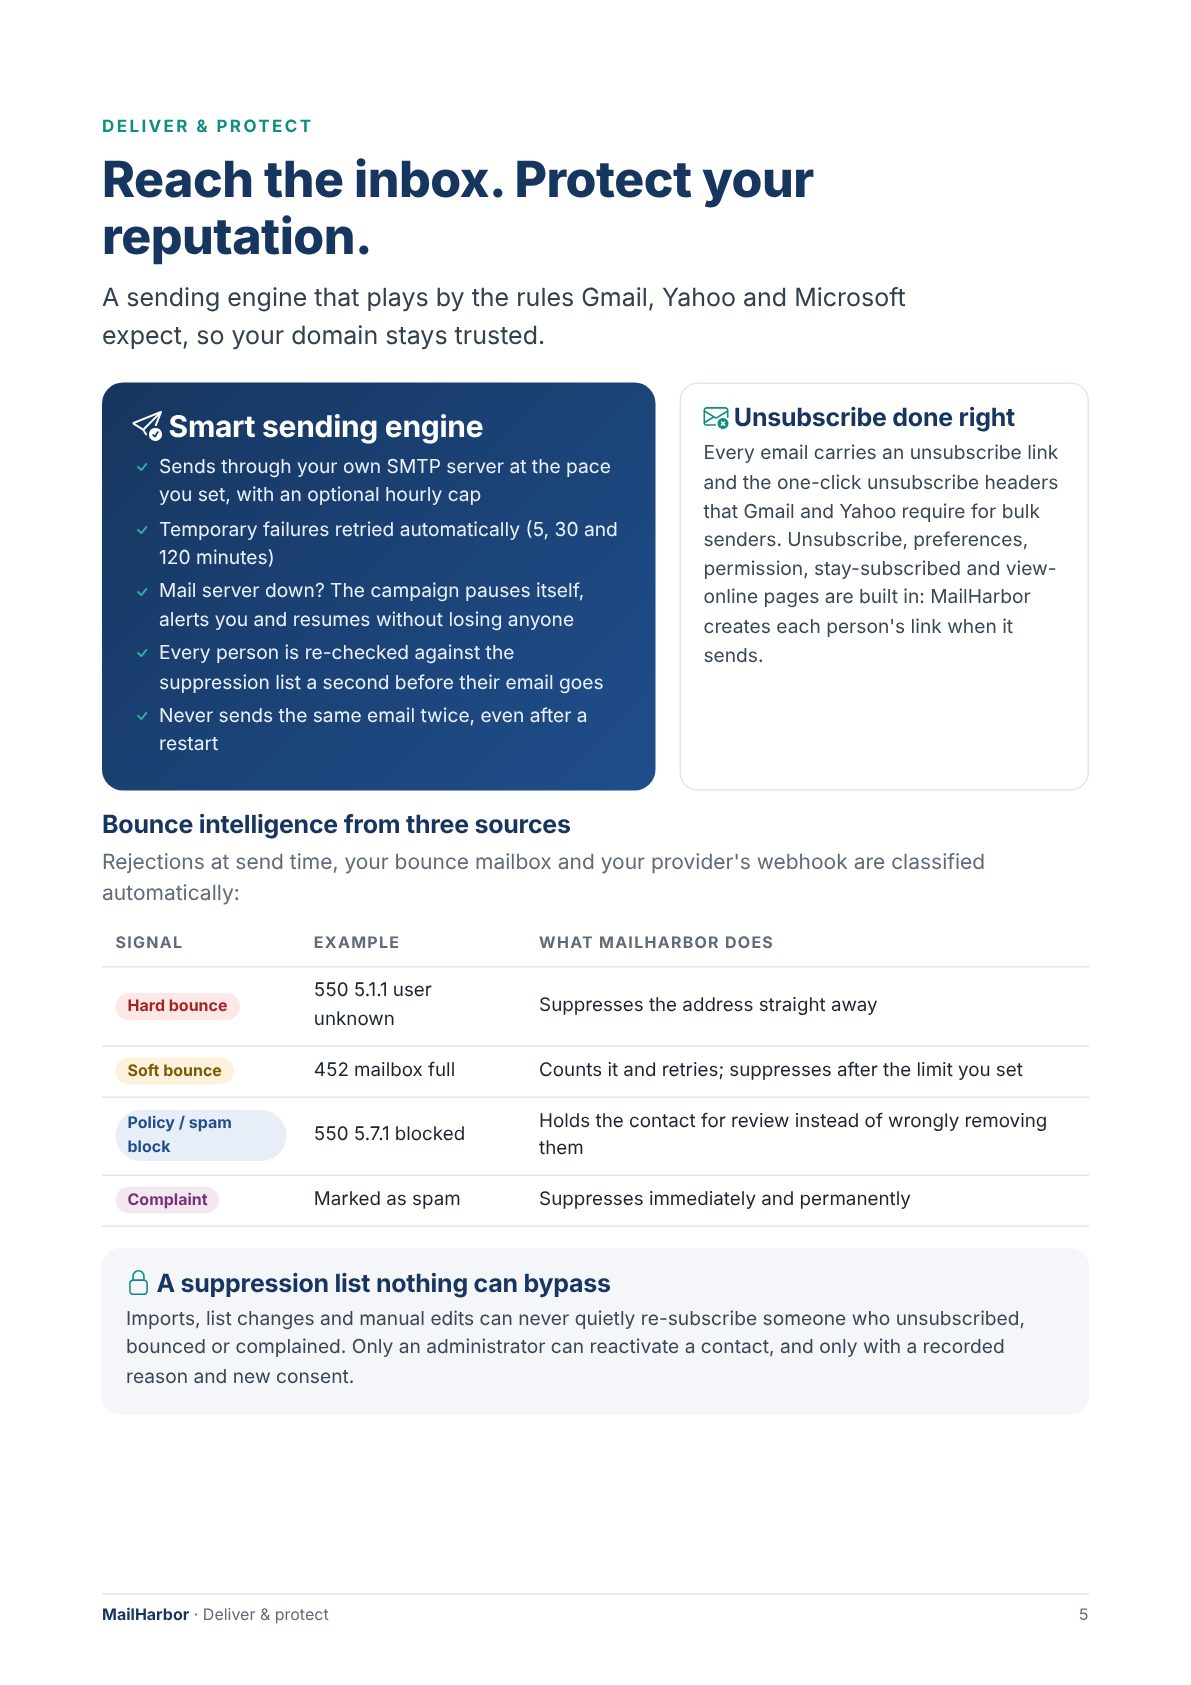 DELIVER & PROTECT
Reach the inbox. Protect your
reputation.
A sending engine that plays by the rules Gmail, Yahoo and Microsoft
expect, so your domain stays trusted.
Smart sending engine
Sends through your own SMTP server at the pace
you set, with an optional hourly cap
Temporary failures retried automatically (5, 30 and
120 minutes)
Mail server down? The campaign pauses itself,
alerts you and resumes without losing anyone
Every person is re-checked against the
suppression list a second before their email goes
Never sends the same email twice, even after a
restart
Unsubscribe done right
Every email carries an unsubscribe link
and the one-click unsubscribe headers
that Gmail and Yahoo require for bulk
senders. Unsubscribe, preferences,
permission, stay-subscribed and view-
online pages are built in: MailHarbor
creates each person's link when it
sends.
Bounce intelligence from three sources
Rejections at send time, your bounce mailbox and your provider's webhook are classified
automatically:
SIGNAL EXAMPLE WHAT MAILHARBOR DOES
Hard bounce 550 5.1.1 user
unknown Suppresses the address straight away
Soft bounce 452 mailbox full Counts it and retries; suppresses after the limit you set
Policy / spam
block 550 5.7.1 blocked Holds the contact for review instead of wrongly removing
them
Complaint Marked as spam Suppresses immediately and permanently
A suppression list nothing can bypass
Imports, list changes and manual edits can never quietly re-subscribe someone who unsubscribed,
bounced or complained. Only an administrator can reactivate a contact, and only with a recorded
reason and new consent.
MailHarbor · Deliver & protect 5